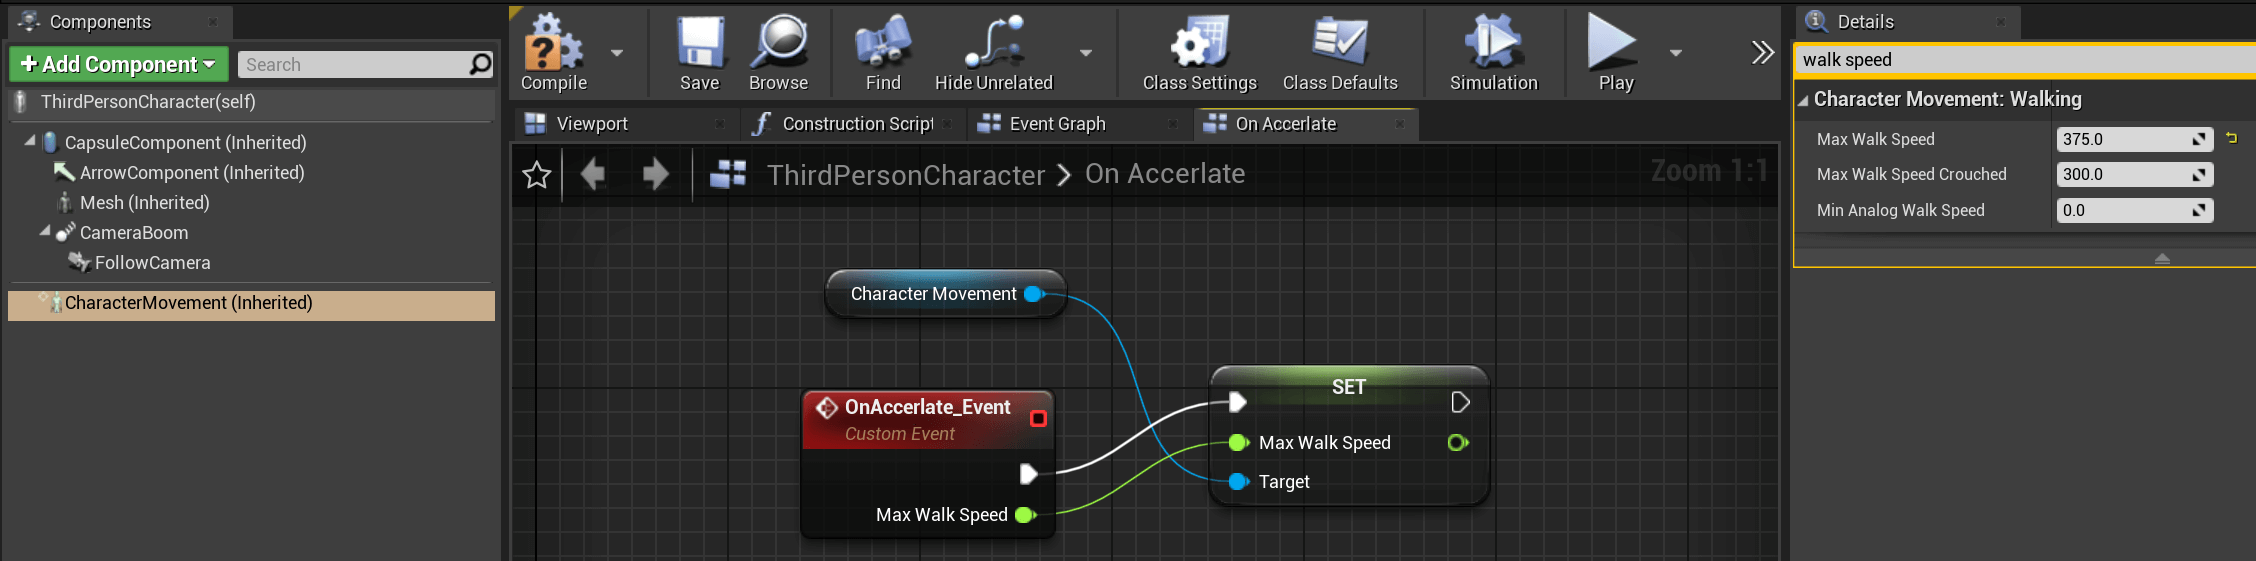 Components
+ Add Component
Search
ThirdPersonCharacter(self)
CapsuleComponent (Inherited)
ArrowComponent (Inherited)
Mesh (Inherited)
CameraBoom
FollowCamera
CharacterMovement (Inherited)
Compile
Save
Browse
Find
Hide Unrelated
Class Settings
Class Defaults
Simulation
Play
Viewport
Construction Script
Event Graph
On Accerlate
ThirdPersonCharacter > On Accerlate
Zoom 1:1
Character Movement
OnAccerlate_Event
Custom Event
Max Walk Speed
SET
Max Walk Speed
Target
Details
walk speed
Character Movement: Walking
Max Walk Speed 375.0
Max Walk Speed Crouched 300.0
Min Analog Walk Speed 0.0